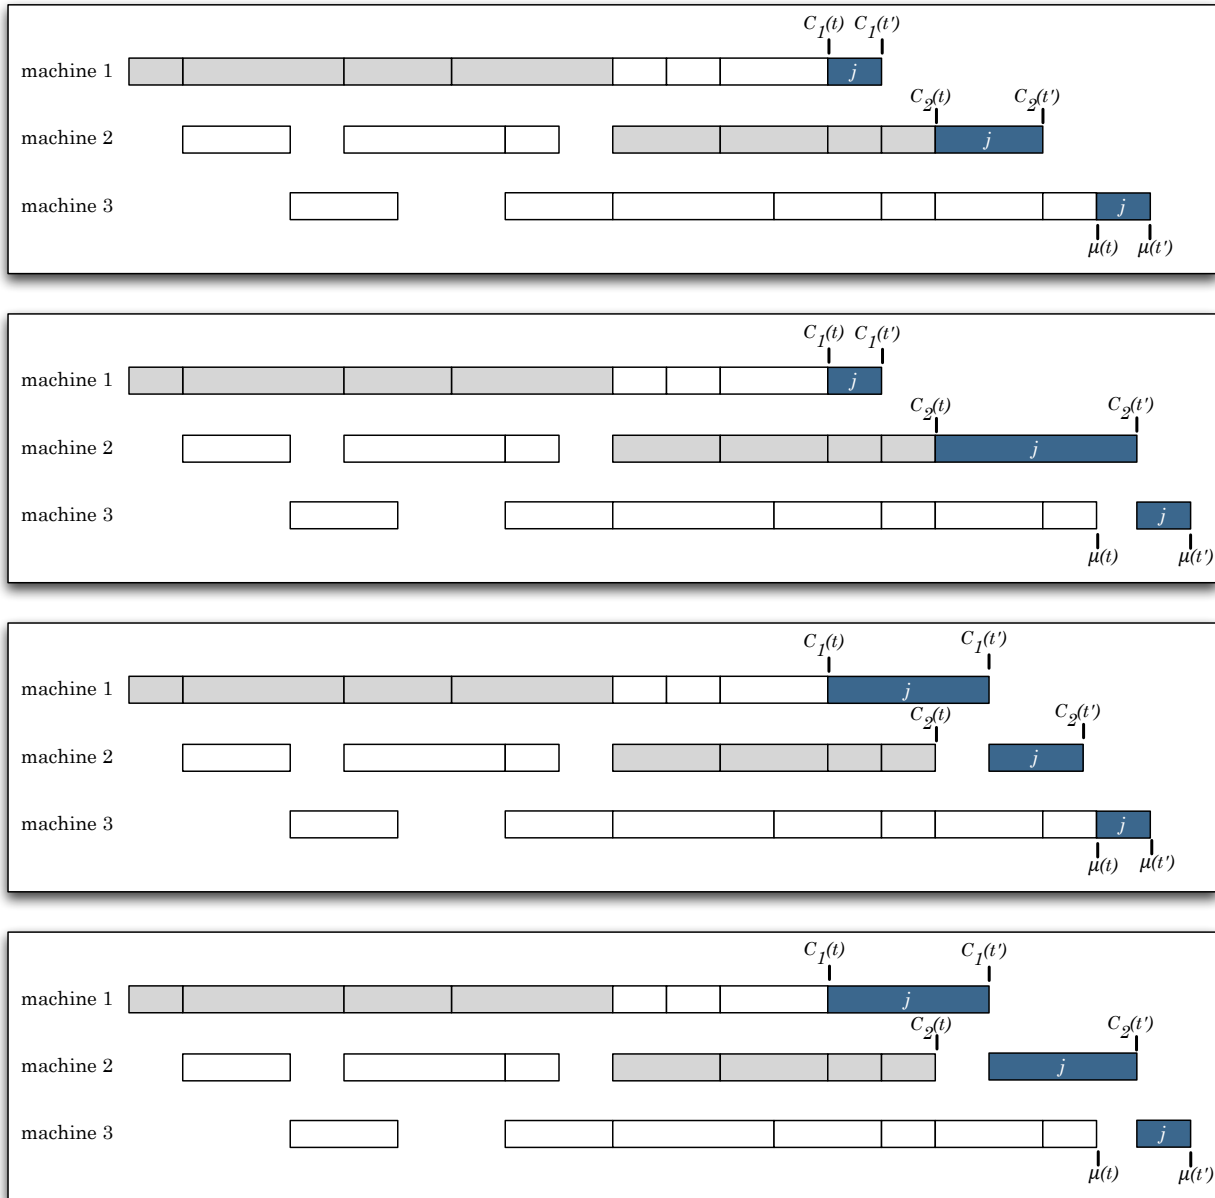 C1(t) C1(t')
machine 1 j
C2(t) C2(t')
machine 2 j
machine 3 j
μ(t) μ(t')
C1(t) C1(t')
machine 1 j
C2(t) C2(t')
machine 2 j
machine 3 j
μ(t) μ(t')
C1(t) C1(t')
machine 1 j
C2(t) C2(t')
machine 2 j
machine 3 j
μ(t) μ(t')
C1(t) C1(t')
machine 1 j
C2(t) C2(t')
machine 2 j
machine 3 j
μ(t) μ(t')